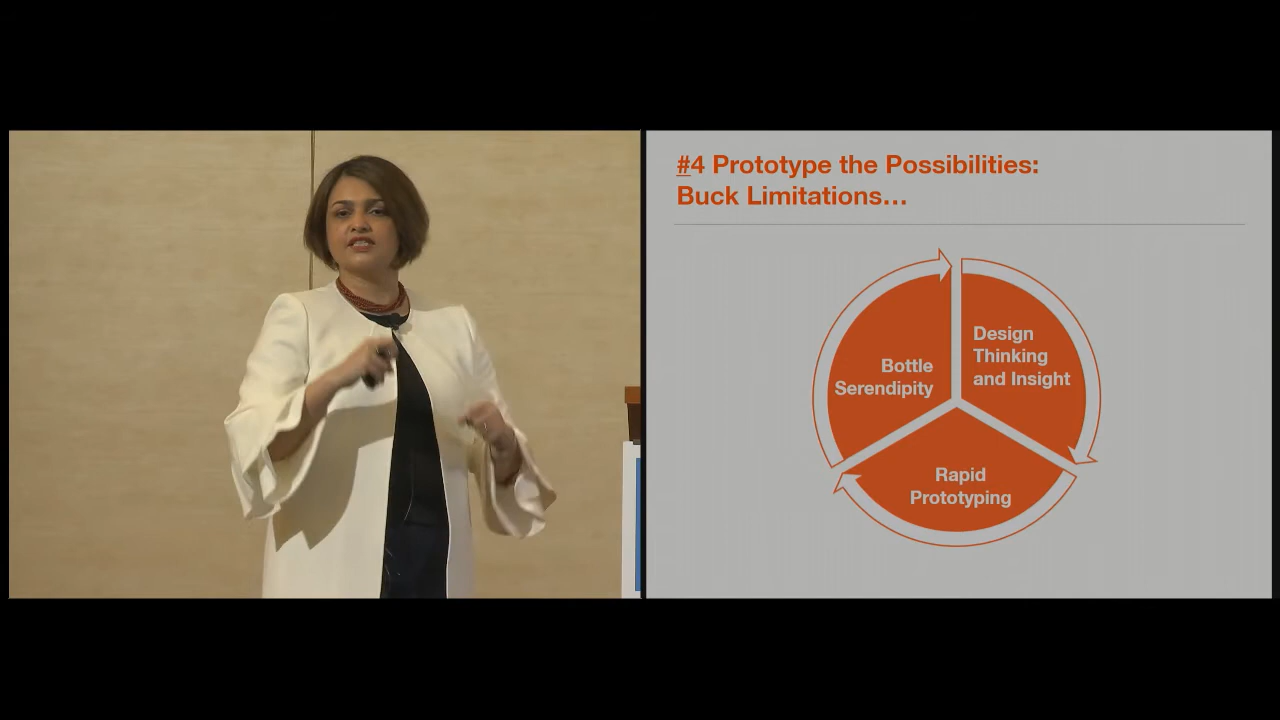 #4 Prototype the Possibilities:
Buck Limitations…
Bottle
Serendipity
Design
Thinking
and Insight
Rapid
Prototyping